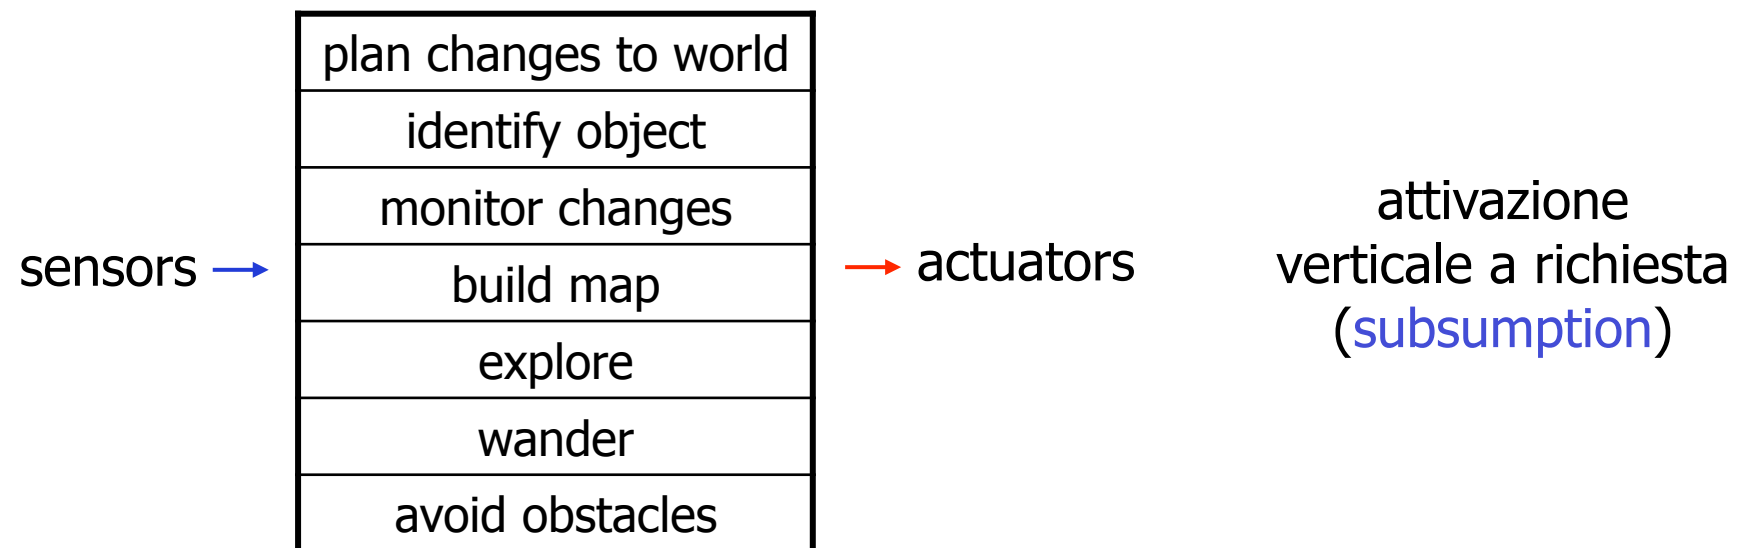 plan changes to world
identify object
monitor changes
build map
explore
wander
avoid obstacles
sensors
actuators
attivazione
verticale a richiesta
(subsumption)